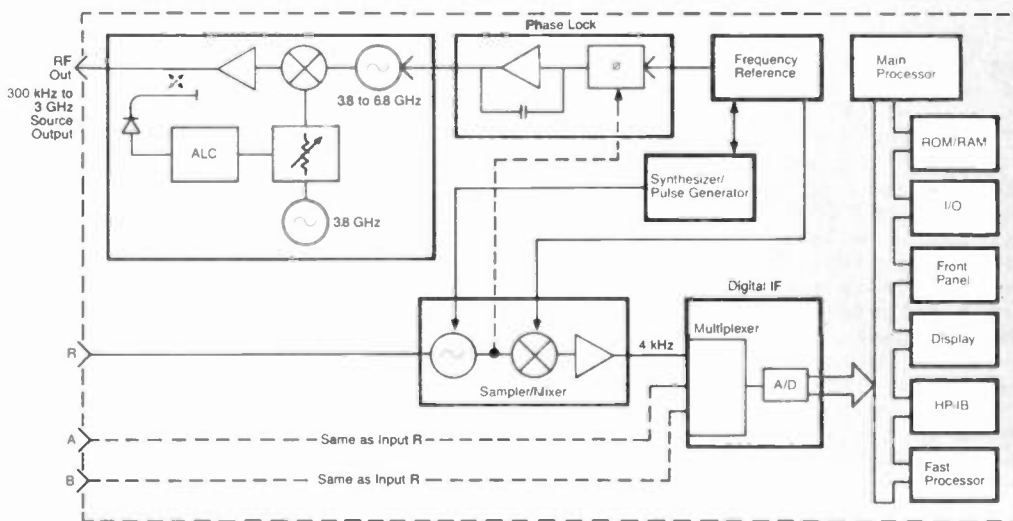 Phase Lock
RF
Out
300 kHz to
3 GHz
Source
Output
3.8 to 6.8 GHz
ø
Frequency
Reference
Main
Processor
ALC
3.8 GHz
Synthesizer/
Pulse Generator
ROM/RAM
I/O
Front
Panel
Display
HP-IB
Fast
Processor
Digital IF
Multiplexer
R
4 kHz
A/D
Sampler/Mixer
A
Same as Input R
B
Same as Input R